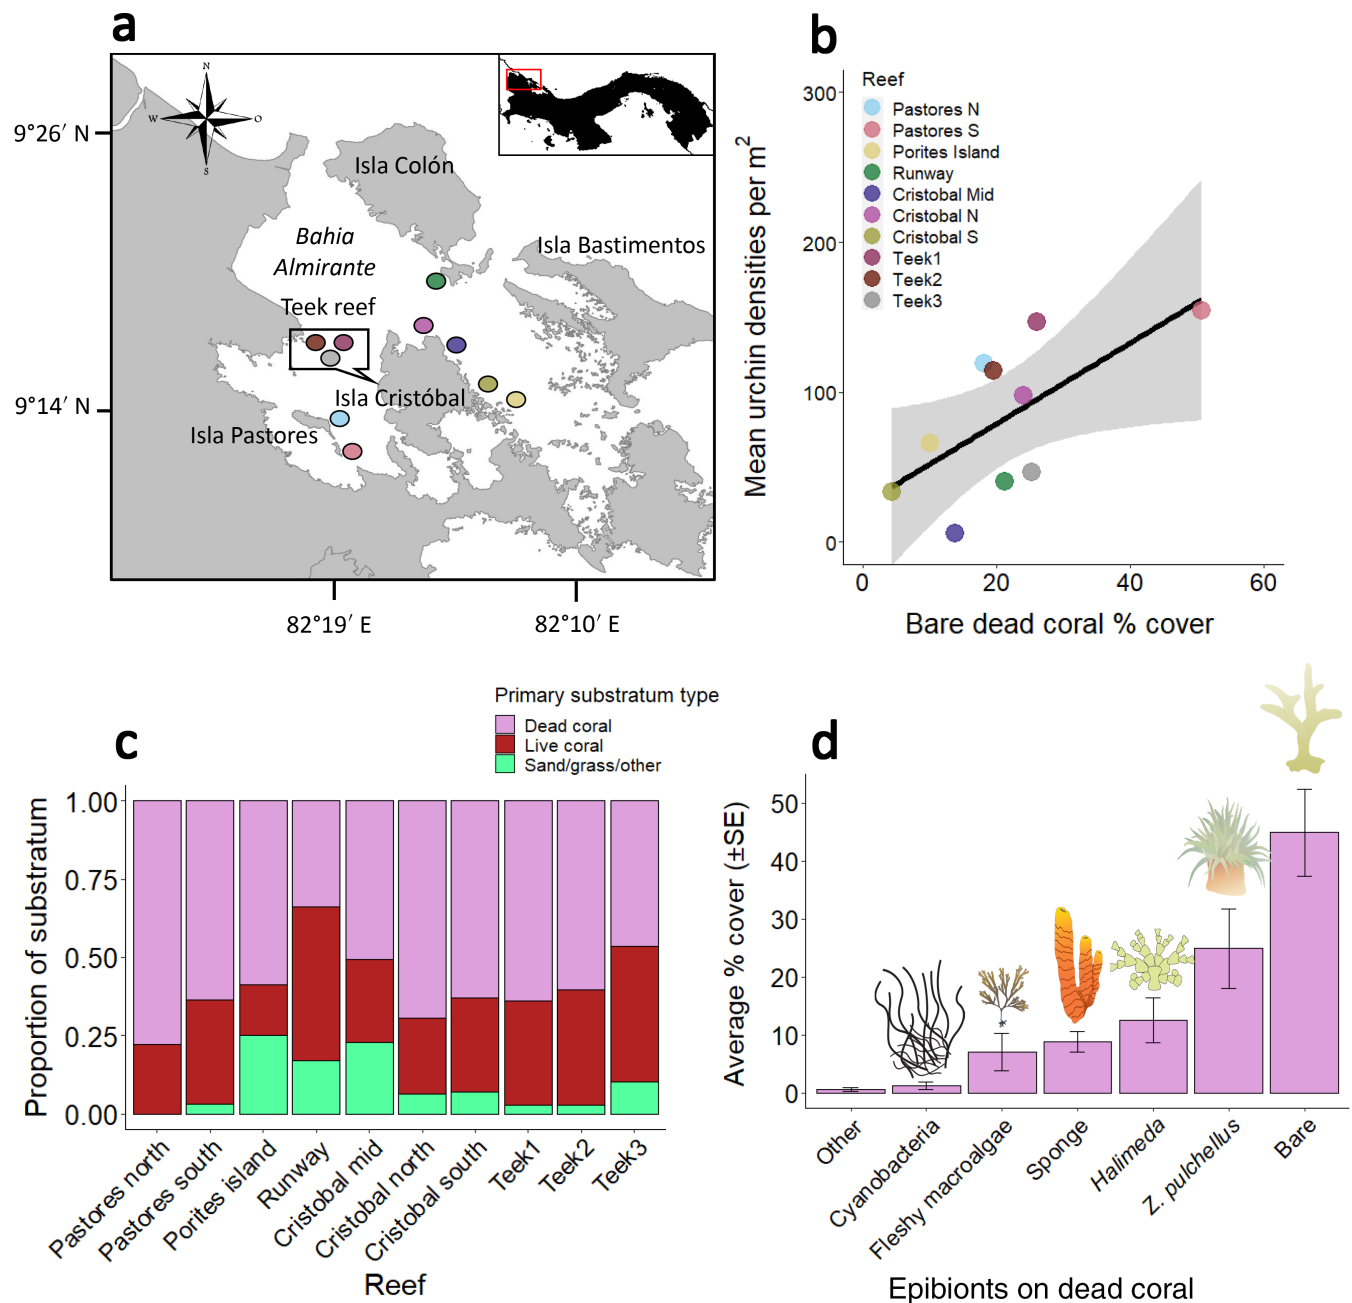 a
N
W
O
S
9°26′ N
9°14′ N
82°19′ E
82°10′ E
Isla Colón
Bahia
Almirante
Isla Bastimentos
Teek reef
Isla Cristóbal
Isla Pastores
b
Mean urchin densities per m²
300
200
100
0
Reef
Pastores N
Pastores S
Porites Island
Runway
Cristobal Mid
Cristobal N
Cristobal S
Teek1
Teek2
Teek3
0
20
40
60
Bare dead coral % cover
c
Primary substratum type
Dead coral
Live coral
Sand/grass/other
Proportion of substratum
1.00
0.75
0.50
0.25
0.00
Pastores north
Pastores south
Porites island
Runway
Cristobal mid
Cristobal north
Cristobal south
Teek1
Teek2
Teek3
Reef
d
Average % cover (±SE)
50
40
30
20
10
0
Other
Cyanobacteria
Fleshy macroalgae
Sponge
Halimeda
Z. pulchellus
Bare
Epibionts on dead coral